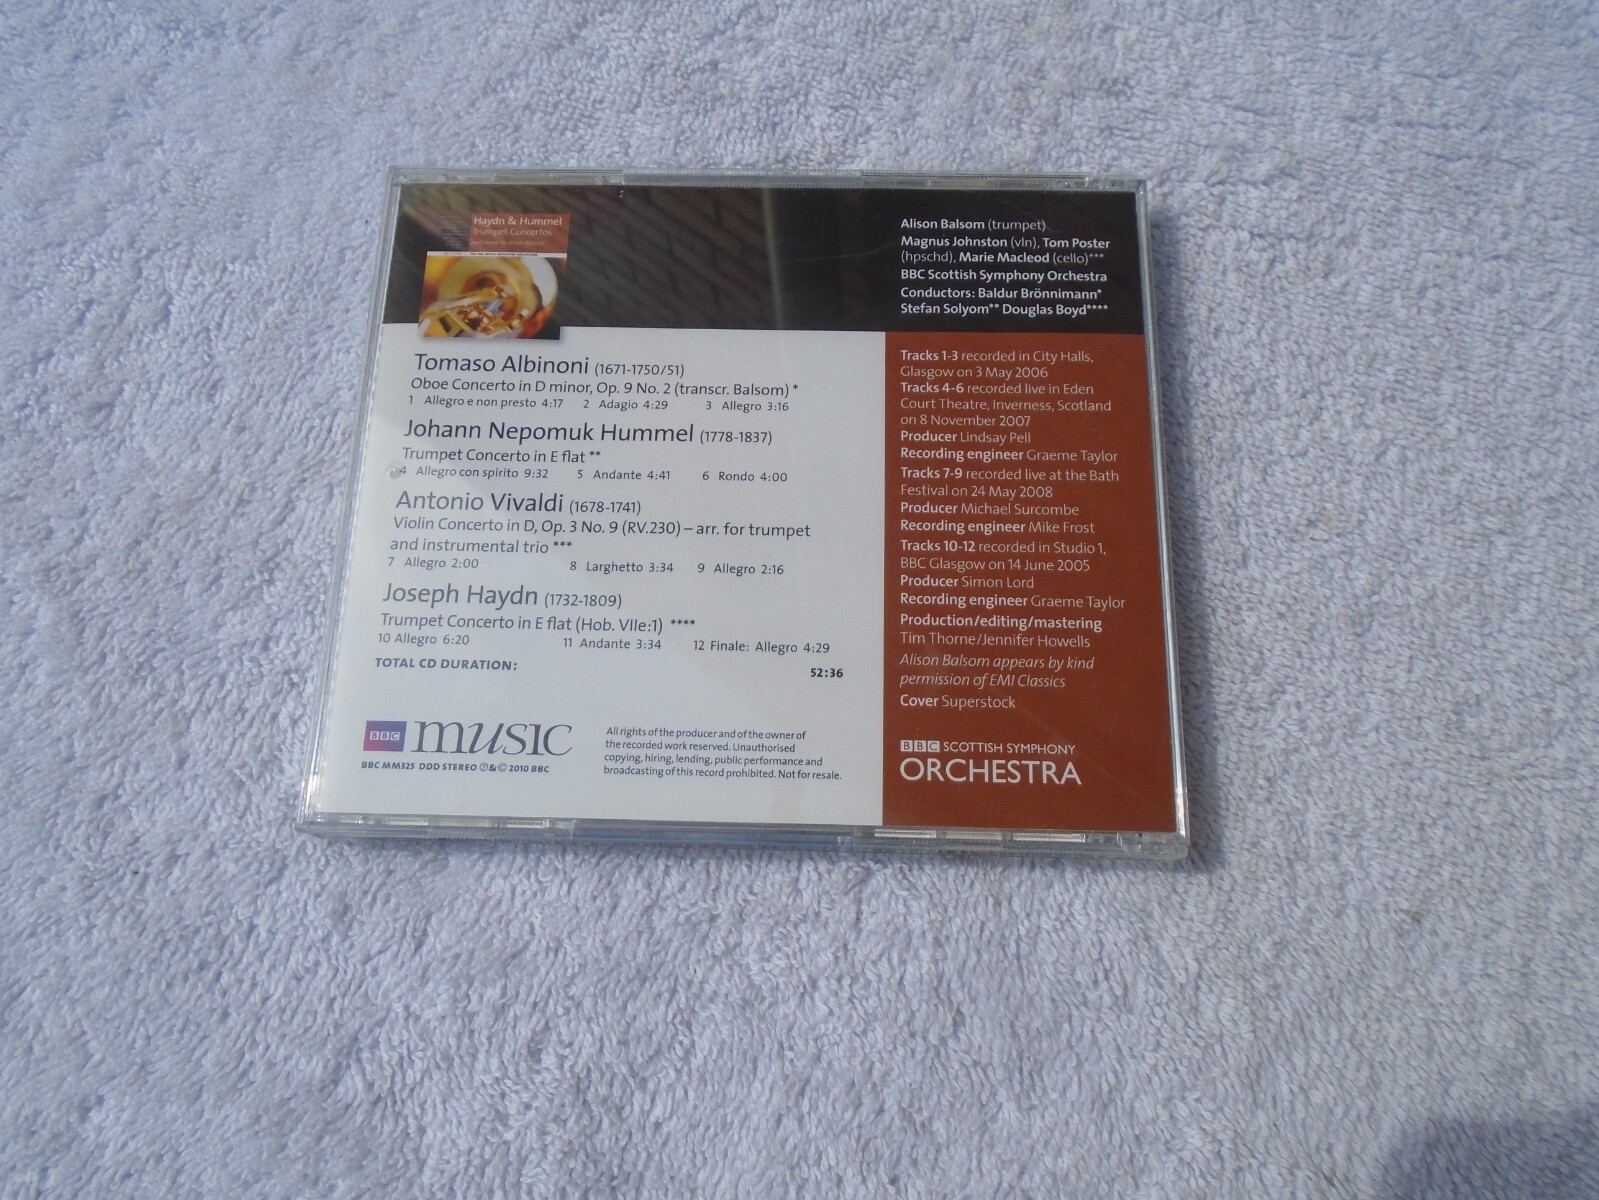 Haydn & Hummel
Trumpet Concertos
Alison Balsom (trumpet)
Magnus Johnston (vln), Tom Poster
(hpschd), Marie Macleod (cello)***
BBC Scottish Symphony Orchestra
Conductors: Baldur Brönnimann*
Stefan Solyom** Douglas Boyd****
Tomaso Albinoni (1671-1750/51)
Oboe Concerto in D minor, Op. 9 No. 2 (transcr. Balsom) *
1 Allegro e non presto 4:17 2 Adagio 4:29 3 Allegro 3:16
Johann Nepomuk Hummel (1778-1837)
Trumpet Concerto in E flat **
4 Allegro con spirito 9:32 5 Andante 4:41 6 Rondo 4:00
Antonio Vivaldi (1678-1741)
Violin Concerto in D, Op. 3 No. 9 (RV.230) – arr. for trumpet
and instrumental trio ***
7 Allegro 2:00 8 Larghetto 3:34 9 Allegro 2:16
Joseph Haydn (1732-1809)
Trumpet Concerto in E flat (Hob. VIIe:1) ****
10 Allegro 6:20 11 Andante 3:34 12 Finale: Allegro 4:29
TOTAL CD DURATION: 52:36
BBC music
BBC MM325 DDD STEREO ℗&© 2010 BBC
All rights of the producer and of the owner of
the recorded work reserved. Unauthorised
copying, hiring, lending, public performance and
broadcasting of this record prohibited. Not for resale.
Tracks 1-3 recorded in City Halls,
Glasgow on 3 May 2006
Tracks 4-6 recorded live in Eden
Court Theatre, Inverness, Scotland
on 8 November 2007
Producer Lindsay Pell
Recording engineer Graeme Taylor
Tracks 7-9 recorded live at the Bath
Festival on 24 May 2008
Producer Michael Surcombe
Recording engineer Mike Frost
Tracks 10-12 recorded in Studio 1,
BBC Glasgow on 14 June 2005
Producer Simon Lord
Recording engineer Graeme Taylor
Production/editing/mastering
Tim Thorne/Jennifer Howells
Alison Balsom appears by kind
permission of EMI Classics
Cover Superstock
BBC SCOTTISH SYMPHONY
ORCHESTRA